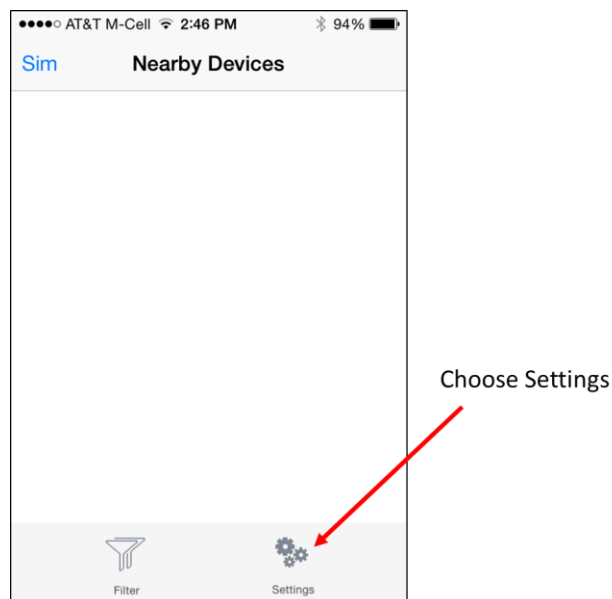 ●●●●○ AT&T M-Cell 2:46 PM 94%
Sim Nearby Devices
Choose Settings
Filter Settings